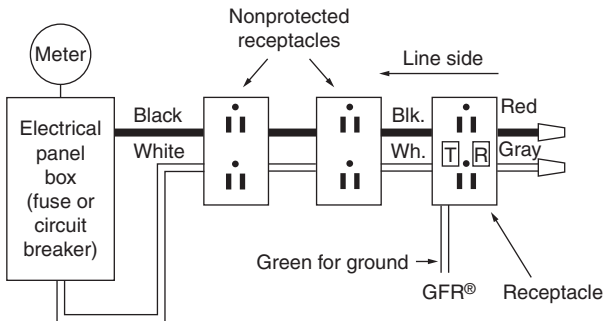 Nonprotected
receptacles
Meter
Line side
Black
Blk.
Red
Electrical
panel
box
(fuse or
circuit
breaker)
White
Wh.
T R
Gray
Green for ground
GFR®
Receptacle